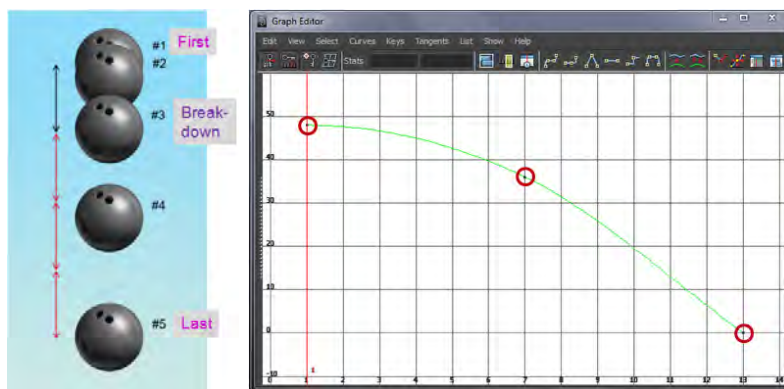 #1 First
#2
#3 Break-
down
#4
#5 Last
Graph Editor
Edit View Select Curves Keys Tangents List Show Help
Stats
50
40
30
20
10
0
-10
1
0 1 2 3 4 5 6 7 8 9 10 11 12 13 14